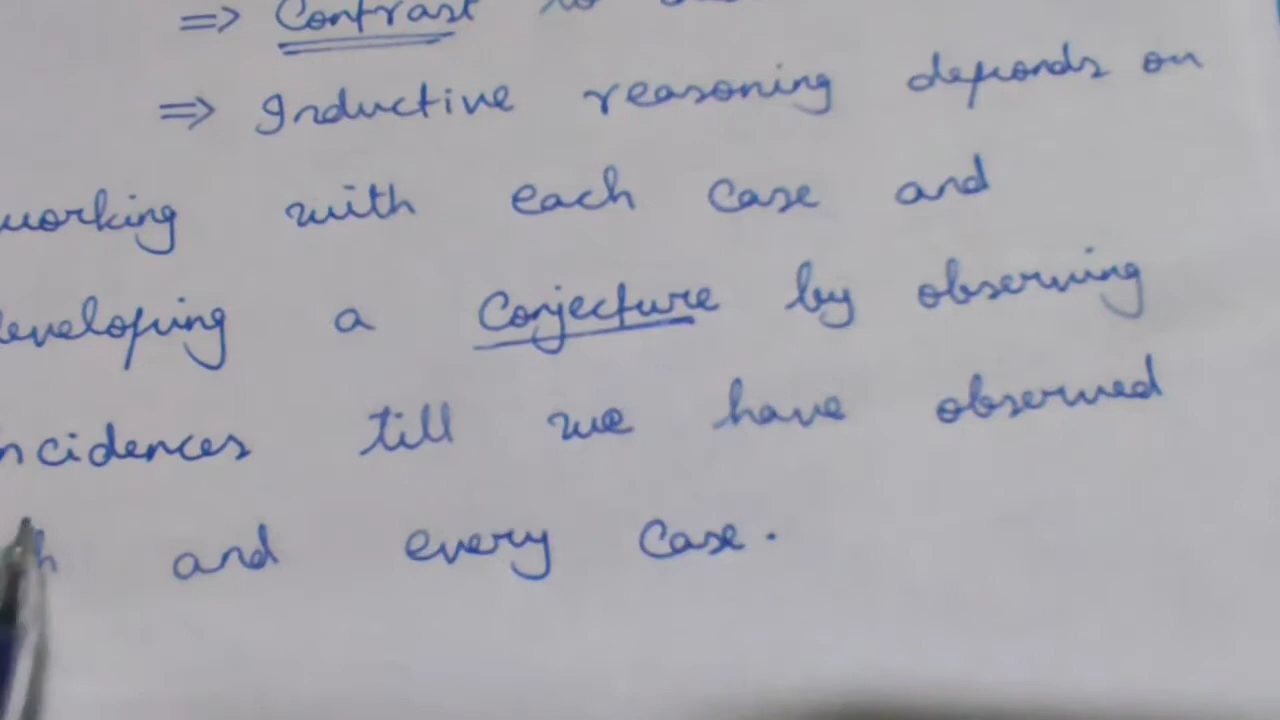 ⇒ Contrast to
⇒ Inductive reasoning depends on
working with each case and
developing a Conjecture by observing
incidences till we have observed
and every case.